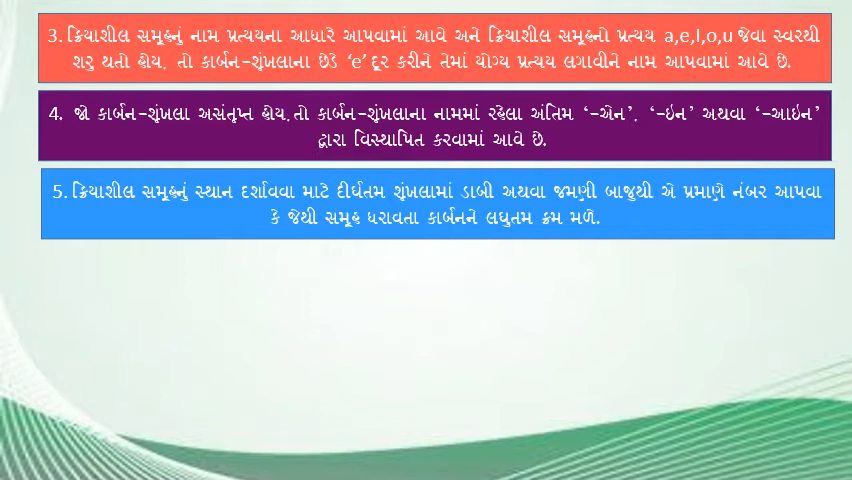 3. ક્રિયાશીલ સમૂહનું નામ પ્રત્યયના આધારે આપવામાં આવે અને ક્રિયાશીલ સમૂહનો પ્રત્યય a,e,I,o,u જેવા સ્વરથી
શરુ થતો હોય. તો કાર્બન-શૃંખલાના છેડે ‘e’ દૂર કરીને તેમાં યોગ્ય પ્રત્યય લગાવીને નામ આપવામાં આવે છે.
4. જો કાર્બન-શૃંખલા અસંતૃપ્ત હોય.તો કાર્બન-શૃંખલાના નામમાં રહેલા અંતિમ ‘-એન’. ‘-ઇન’ અથવા ‘-આઇન’
દ્વારા વિસ્થાપિત કરવામાં આવે છે.
5. ક્રિયાશીલ સમૂહનું સ્થાન દર્શાવવા માટે દીર્ઘતમ શૃંખલામાં ડાબી અથવા જમણી બાજુથી એ પ્રમાણે નંબર આપવા
કે જેથી સમૂહ ધરાવતા કાર્બનને લઘુતમ ક્રમ મળે.